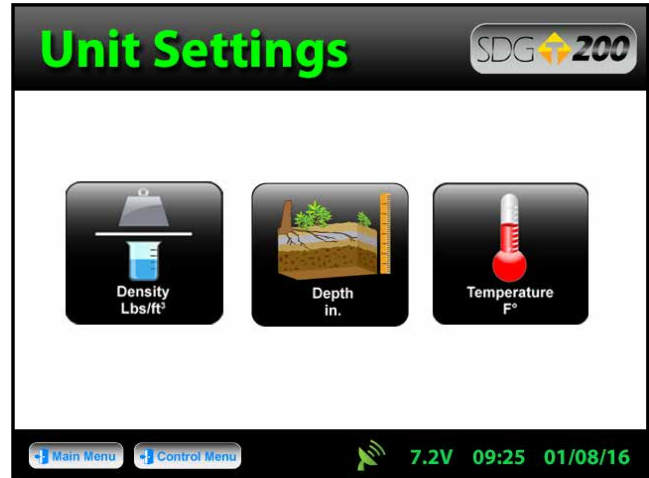 Unit Settings
SDG 200
Density
Lbs/ft³
Depth
in.
Temperature
F°
Main Menu
Control Menu
7.2V 09:25 01/08/16